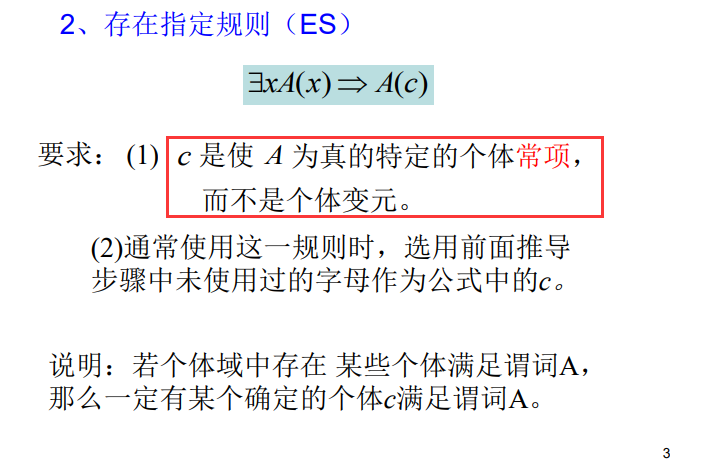 2、存在指定规则（ES）
∃xA(x) ⇒ A(c)
要求： (1) c 是使 A 为真的特定的个体常项，
而不是个体变元。
(2)通常使用这一规则时，选用前面推导
步骤中未使用过的字母作为公式中的c。
说明：若个体域中存在 某些个体满足谓词A，
那么一定有某个确定的个体c满足谓词A。
3